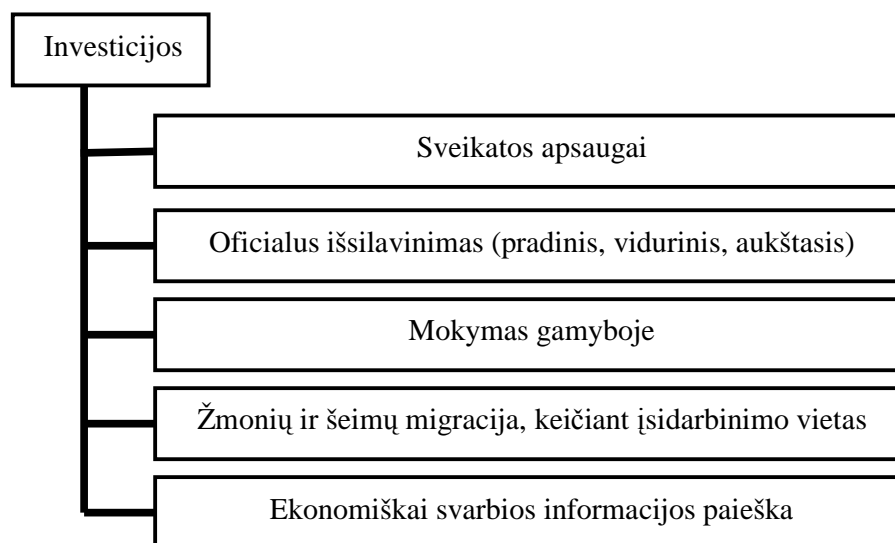 Investicijos
Sveikatos apsaugai
Oficialus išsilavinimas (pradinis, vidurinis, aukštasis)
Mokymas gamyboje
Žmonių ir šeimų migracija, keičiant įsidarbinimo vietas
Ekonomiškai svarbios informacijos paieška